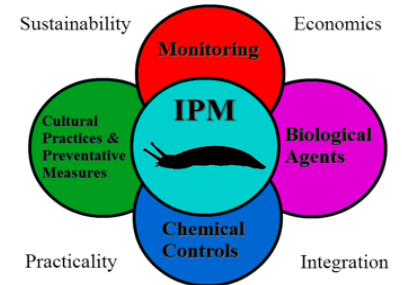 Sustainability
Economics
Monitoring
IPM
Cultural
Practices &
Preventative
Measures
Biological
Agents
Chemical
Controls
Practicality
Integration